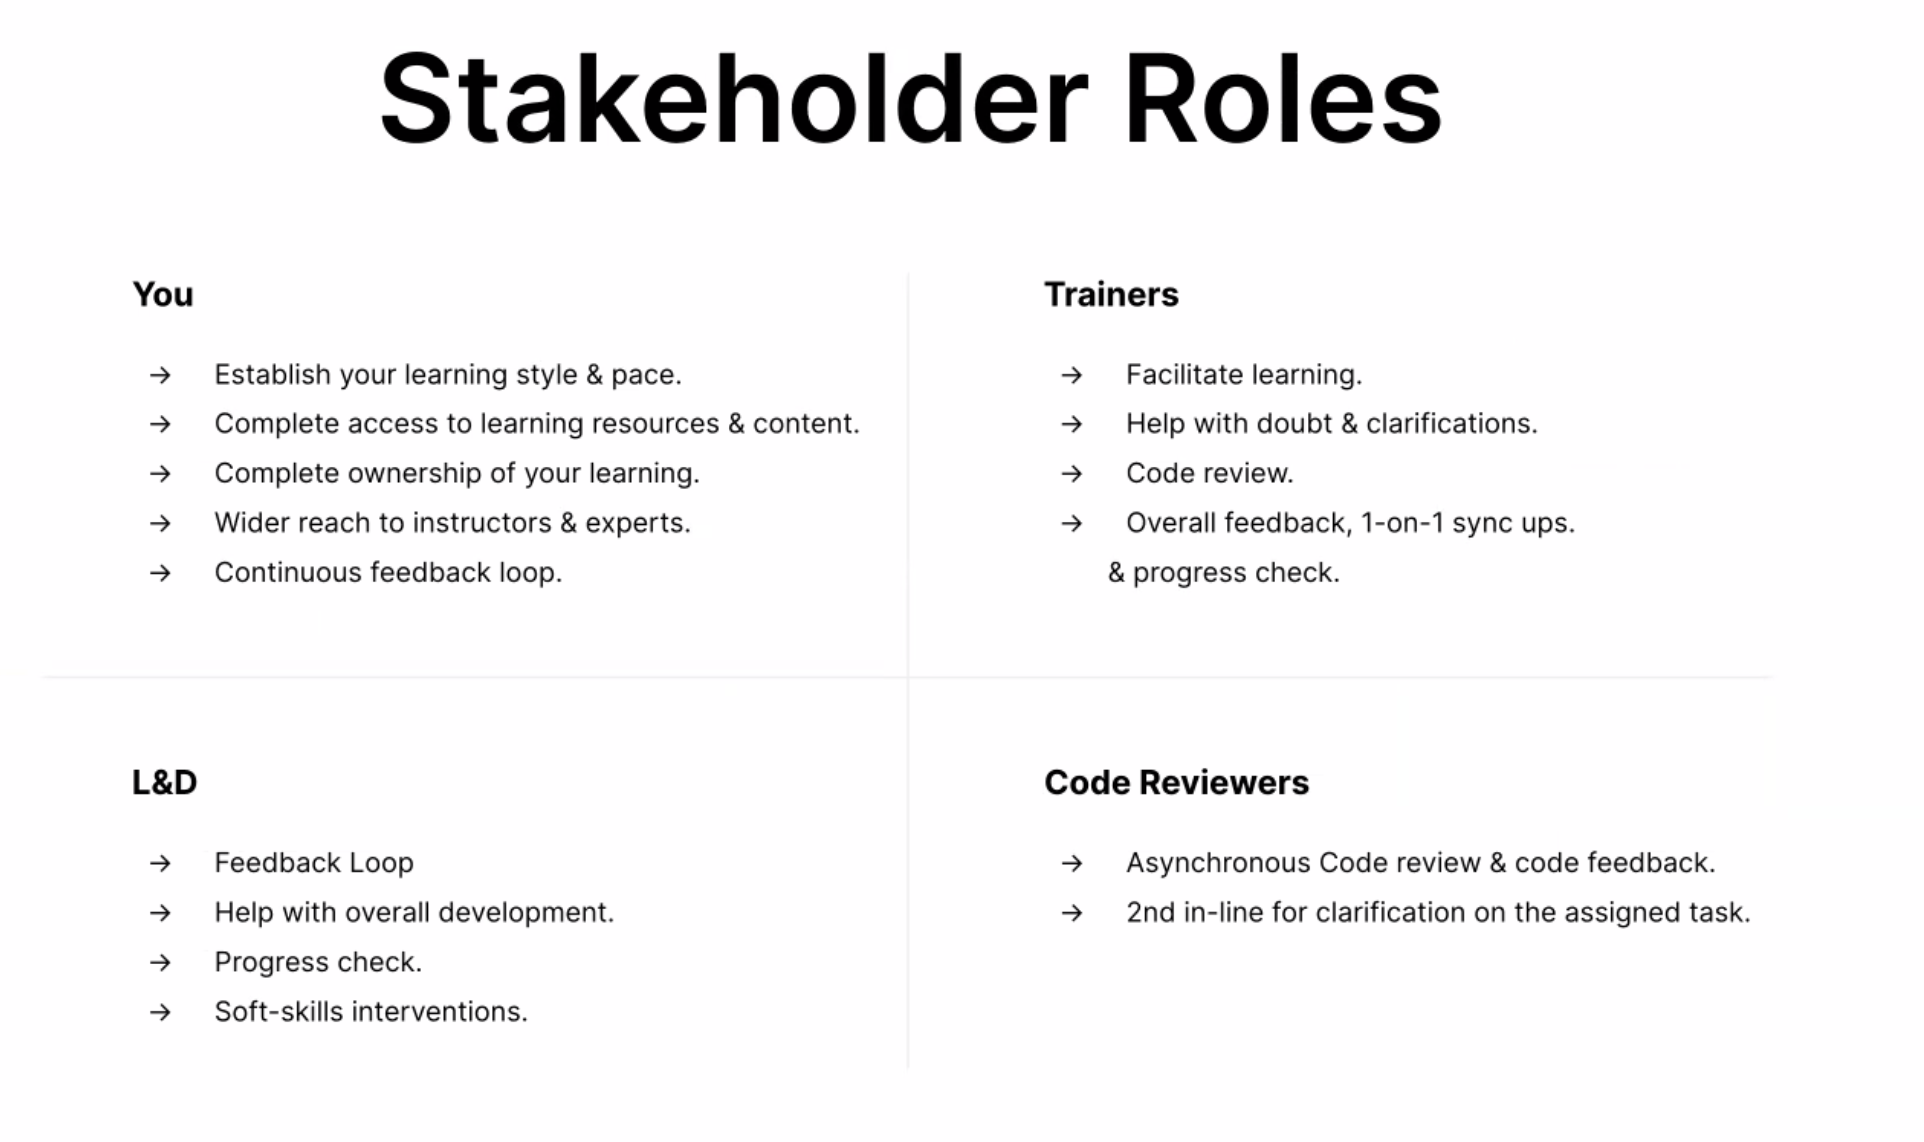 Stakeholder Roles
You
→ Establish your learning style & pace.
→ Complete access to learning resources & content.
→ Complete ownership of your learning.
→ Wider reach to instructors & experts.
→ Continuous feedback loop.
Trainers
→ Facilitate learning.
→ Help with doubt & clarifications.
→ Code review.
→ Overall feedback, 1-on-1 sync ups.
& progress check.
L&D
→ Feedback Loop
→ Help with overall development.
→ Progress check.
→ Soft-skills interventions.
Code Reviewers
→ Asynchronous Code review & code feedback.
→ 2nd in-line for clarification on the assigned task.